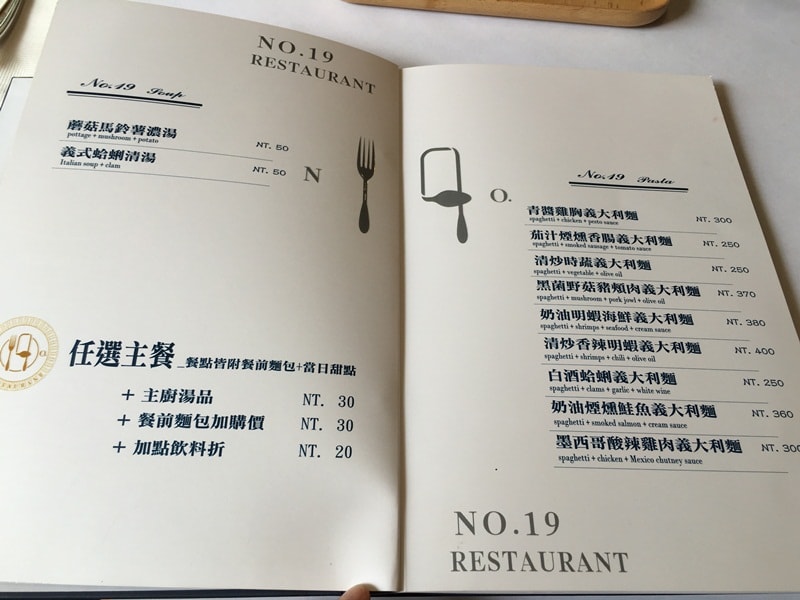 NO.19
RESTAURANT
No.19 Soup
蘑菇馬鈴薯濃湯
NT. 50
pottage + mushroom + potato
義式蛤蜊清湯
NT. 50
Italian soup + clam
N
任選主餐_餐點皆附餐前麵包+當日甜點
+ 主廚湯品 NT. 30
+ 餐前麵包加購價 NT. 30
+ 加點飲料折 NT. 20
O.
No.19 Pasta
青醬雞胸義大利麵
NT. 300
spaghetti + chicken + pesto sauce
茄汁煙燻香腸義大利麵
NT. 250
spaghetti + smoked sausage + tomato sauce
清炒時蔬義大利麵
NT. 250
spaghetti + vegetable + olive oil
黑菌野菇豬頰肉義大利麵
NT. 370
spaghetti + mushroom + pork jowl + olive oil
奶油明蝦海鮮義大利麵
NT. 380
spaghetti + shrimps + seafood + cream sauce
清炒香辣明蝦義大利麵
NT. 400
spaghetti + shrimps + chili + olive oil
白酒蛤蜊義大利麵
NT. 250
spaghetti + clams + garlic + white wine
奶油煙燻鮭魚義大利麵
NT. 360
spaghetti + smoked salmon + cream sauce
墨西哥酸辣雞肉義大利麵
NT. 300
spaghetti + chicken + Mexico chutney sauce
NO.19
RESTAURANT